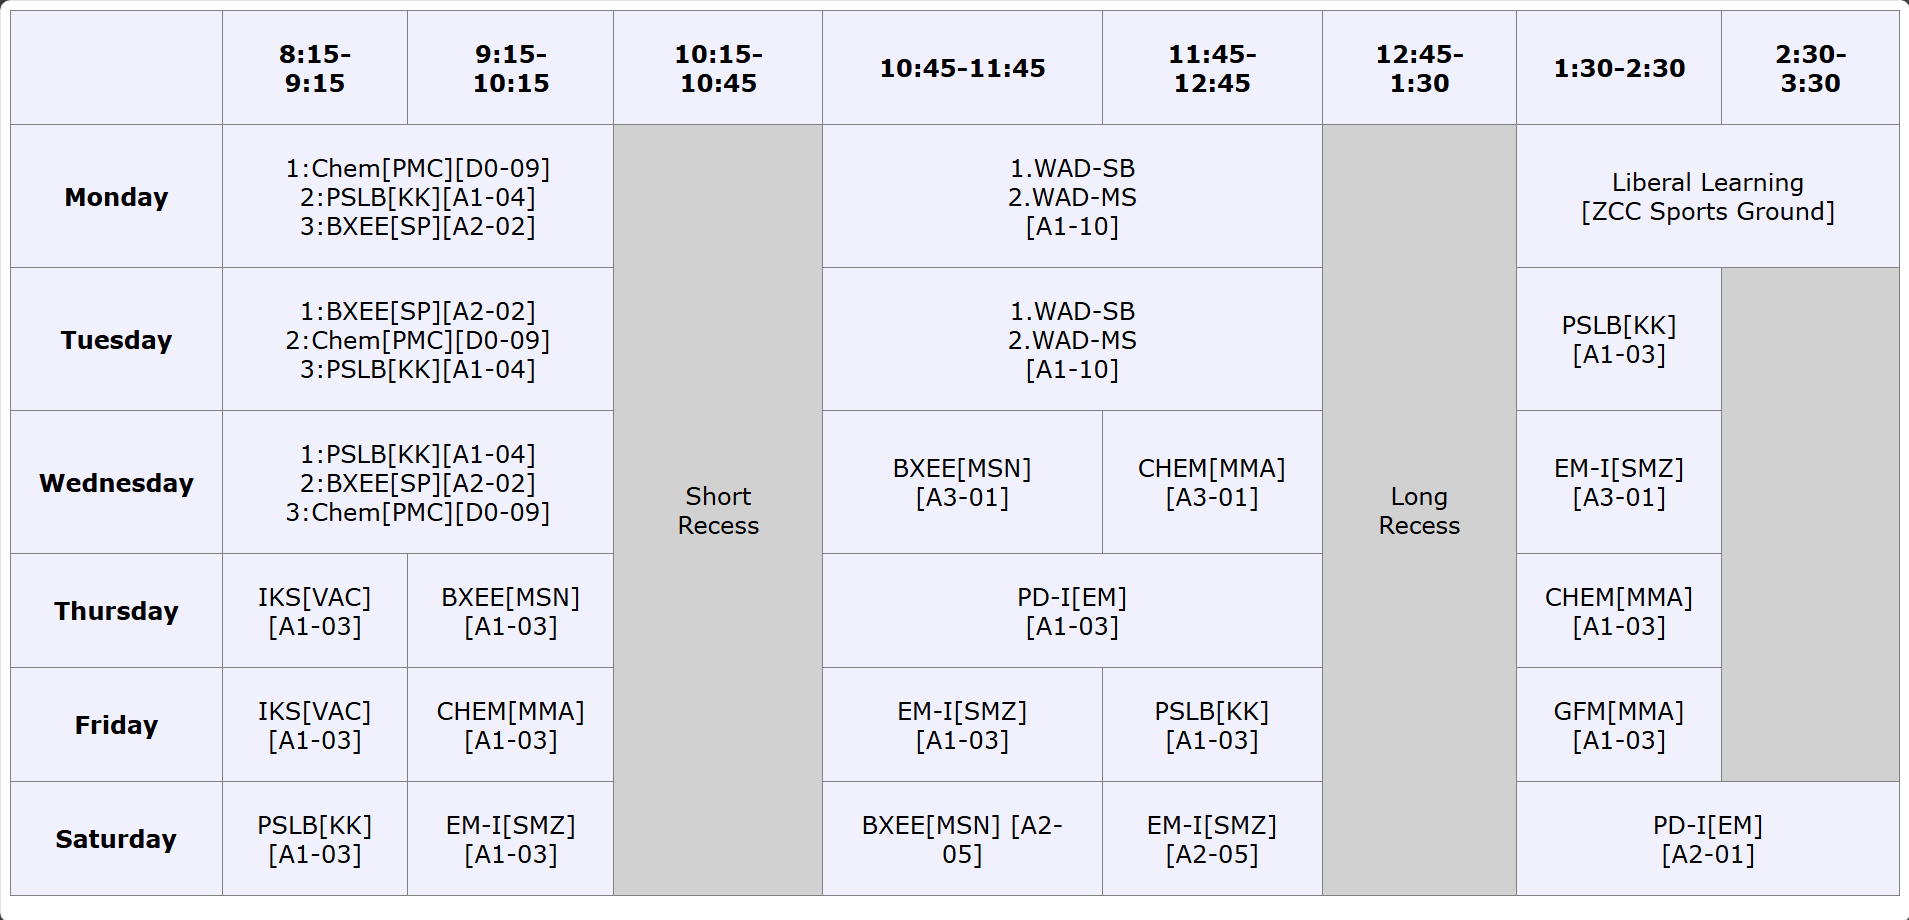 8:15–
9:15
9:15–
10:15
10:15–
10:45
10:45–11:45
11:45–
12:45
12:45–
1:30
1:30–2:30
2:30–
3:30
Monday
1:Chem[PMC][D0-09]
2:PSLB[KK][A1-04]
3:BXEE[SP][A2-02]
1.WAD-SB
2.WAD-MS
[A1-10]
Liberal Learning
[ZCC Sports Ground]
Tuesday
1:BXEE[SP][A2-02]
2:Chem[PMC][D0-09]
3:PSLB[KK][A1-04]
1.WAD-SB
2.WAD-MS
[A1-10]
PSLB[KK]
[A1-03]
Wednesday
1:PSLB[KK][A1-04]
2:BXEE[SP][A2-02]
3:Chem[PMC][D0-09]
Short
Recess
BXEE[MSN]
[A3-01]
CHEM[MMA]
[A3-01]
Long
Recess
EM-I[SMZ]
[A3-01]
Thursday
IKS[VAC]
[A1-03]
BXEE[MSN]
[A1-03]
PD-I[EM]
[A1-03]
CHEM[MMA]
[A1-03]
Friday
IKS[VAC]
[A1-03]
CHEM[MMA]
[A1-03]
EM-I[SMZ]
[A1-03]
PSLB[KK]
[A1-03]
GFM[MMA]
[A1-03]
Saturday
PSLB[KK]
[A1-03]
EM-I[SMZ]
[A1-03]
BXEE[MSN] [A2-
05]
EM-I[SMZ]
[A2-05]
PD-I[EM]
[A2-01]